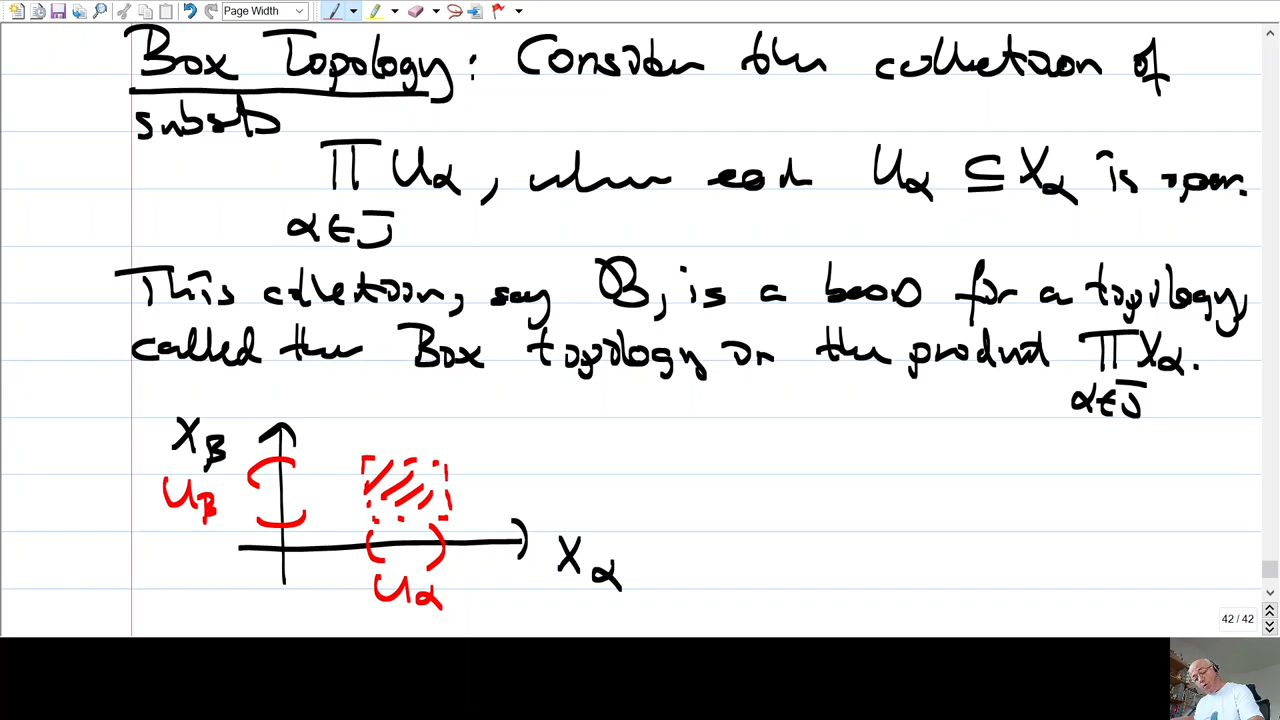 Page Width
Box Topology: Consider the collection of
subsets
∏ Uα, where each Uα ⊆ Xα is open.
α∈J
This collection, say B, is a basis for a topology,
called the Box topology on the product ∏ Xα.
α∈J
Xβ
Uβ
Xα
Uα
42 / 42